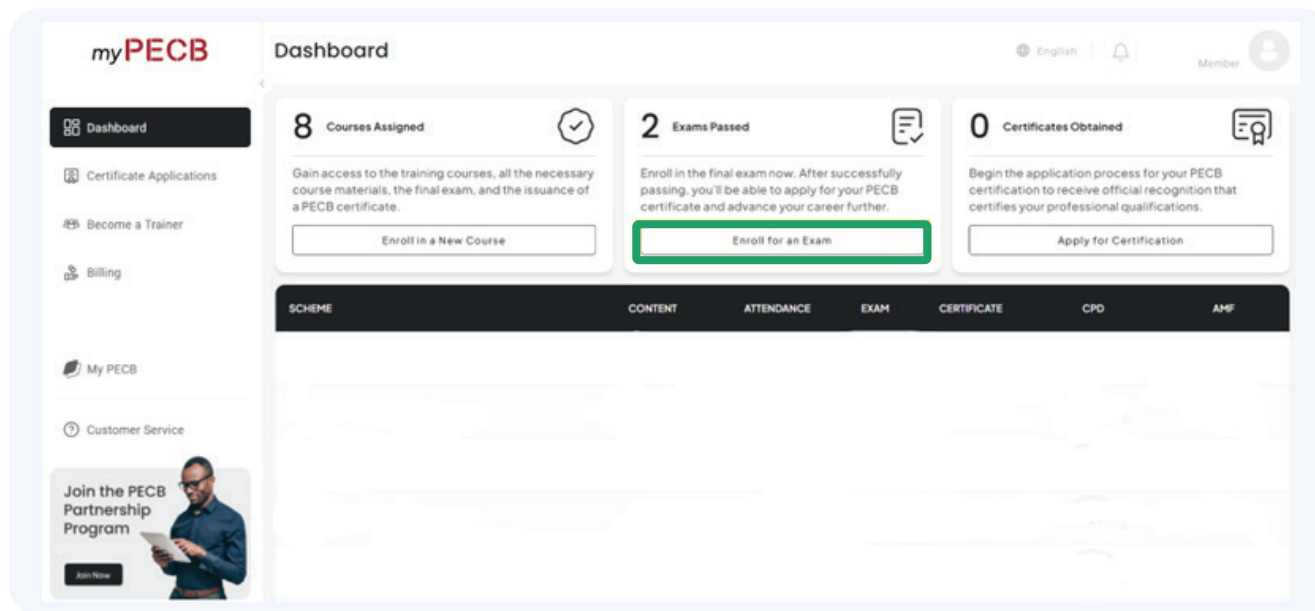 myPECB
Dashboard
English
Member
Dashboard
Certificate Applications
Become a Trainer
Billing
My PECB
Customer Service
Join the PECB
Partnership
Program
Join Now
8 Courses Assigned
Gain access to the training courses, all the necessary
course materials, the final exam, and the issuance of
a PECB certificate.
Enroll in a New Course
2 Exams Passed
Enroll in the final exam now. After successfully
passing, you'll be able to apply for your PECB
certificate and advance your career further.
Enroll for an Exam
0 Certificates Obtained
Begin the application process for your PECB
certification to receive official recognition that
certifies your professional qualifications.
Apply for Certification
SCHEME CONTENT ATTENDANCE EXAM CERTIFICATE CPD AMF